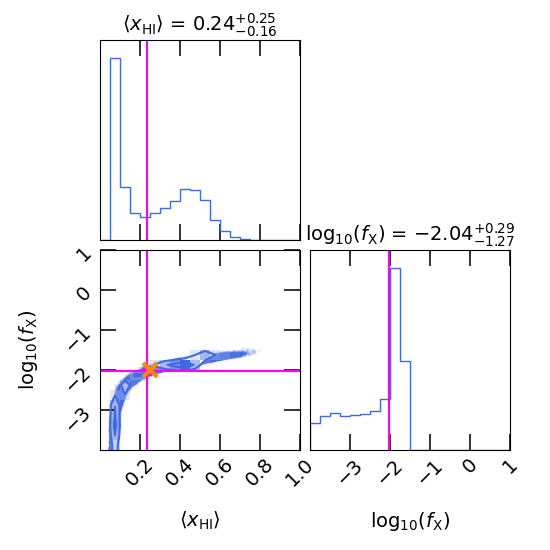 ⟨x_HI⟩ = 0.24^{+0.25}_{−0.16}
log₁₀(f_X) = −2.04^{+0.29}_{−1.27}
log₁₀(f_X)
1
0
−1
−2
−3
0.2 0.4 0.6 0.8 1.0
−3 −2 −1 0 1
⟨x_HI⟩
log₁₀(f_X)